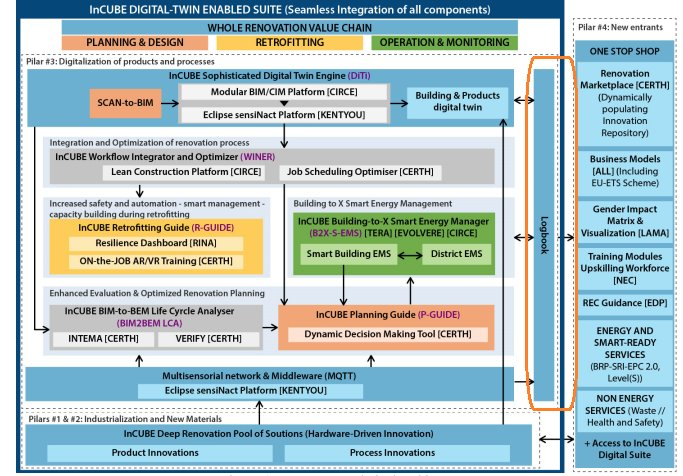 InCUBE DIGITAL-TWIN ENABLED SUITE (Seamless Integration of all components)
WHOLE RENOVATION VALUE CHAIN
PLANNING & DESIGN
RETROFITTING
OPERATION & MONITORING
Pilar #3: Digitalization of products and processes
InCUBE Sophisticated Digital Twin Engine (DiTi)
SCAN-to-BIM
Modular BIM/CIM Platform [CIRCE]
Eclipse sensiNact Platform [KENTYOU]
Building & Products
digital twin
Integration and Optimization of renovation process
InCUBE Workflow Integrator and Optimizer (WINER)
Lean Construction Platform [CIRCE]
Job Scheduling Optimiser [CERTH]
Increased safety and automation - smart management -
capacity building during retrofitting
InCUBE Retrofitting Guide (R-GUIDE)
Resilience Dashboard [RINA]
ON-the-JOB AR/VR Training [CERTH]
Building to X Smart Energy Management
InCUBE Building-to-X Smart Energy Manager
(B2X-S-EMS) [TERA] [EVOLVERE] [CIRCE]
Smart Building EMS
District EMS
Enhanced Evaluation & Optimized Renovation Planning
InCUBE BIM-to-BEM Life Cyrcle Analyser
(BIM2BEM LCA)
INTEMA [CERTH]
VERIFY [CERTH]
InCUBE Planning Guide (P-GUIDE)
Dynamic Decision Making Tool [CERTH]
Multisensorial network & Middleware (MQTT)
Eclipse sensiNact Platform [KENTYOU]
Pilars #1 & #2: Industrialization and New Materials
InCUBE Deep Renovation Pool of Soutions (Hardware-Driven Innovation)
Product Innovations
Process Innovations
Logbook
Pilar #4: New entrants
ONE STOP SHOP
Renovation
Marketplace [CERTH]
(Dynamically
populating
Innovation
Repository)
Business Models
[ALL] (Including
EU-ETS Scheme)
Gender Impact
Matrix &
Visualization [LAMA]
Training Modules
Upskilling Workforce
[NEC]
REC Guidance [EDP]
ENERGY AND
SMART-READY
SERVICES
(BRP-SRI-EPC 2.0,
Level(S))
NON ENERGY
SERVICES (Waste //
Health and Safety)
+ Access to InCUBE
Digital Suite